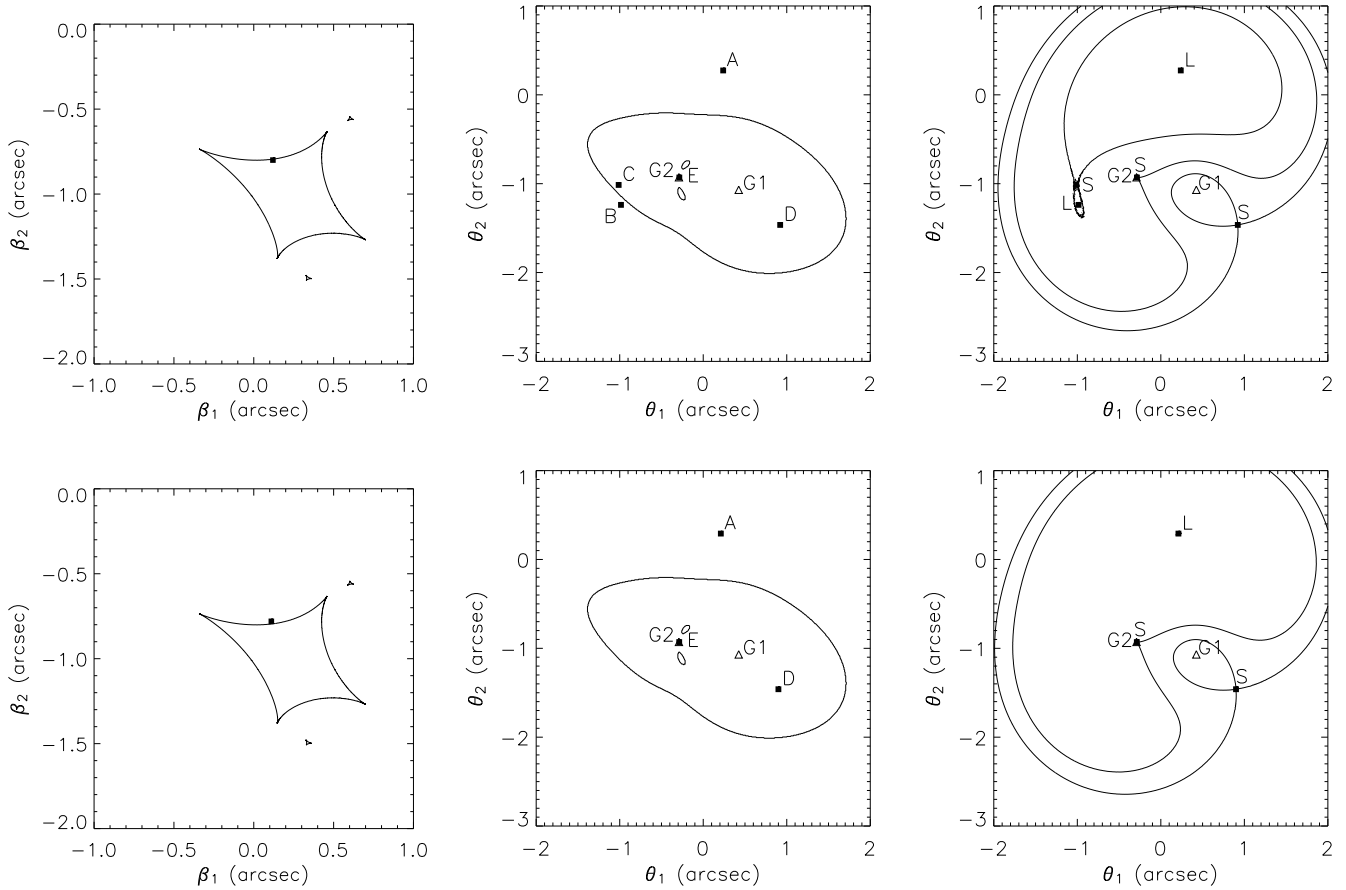 0.0
−0.5
−1.0
−1.5
−2.0
β2 (arcsec)
−1.0 −0.5 0.0 0.5 1.0
β1 (arcsec)
1
0
−1
−2
−3
θ2 (arcsec)
A
C
G2 E
G1
B
D
−2 −1 0 1 2
θ1 (arcsec)
1
0
−1
−2
−3
θ2 (arcsec)
L
S
G2
S
G1
L
S
−2 −1 0 1 2
θ1 (arcsec)
0.0
−0.5
−1.0
−1.5
−2.0
β2 (arcsec)
−1.0 −0.5 0.0 0.5 1.0
β1 (arcsec)
1
0
−1
−2
−3
θ2 (arcsec)
A
G2 E
G1
D
−2 −1 0 1 2
θ1 (arcsec)
1
0
−1
−2
−3
θ2 (arcsec)
L
S
G2
G1
S
−2 −1 0 1 2
θ1 (arcsec)